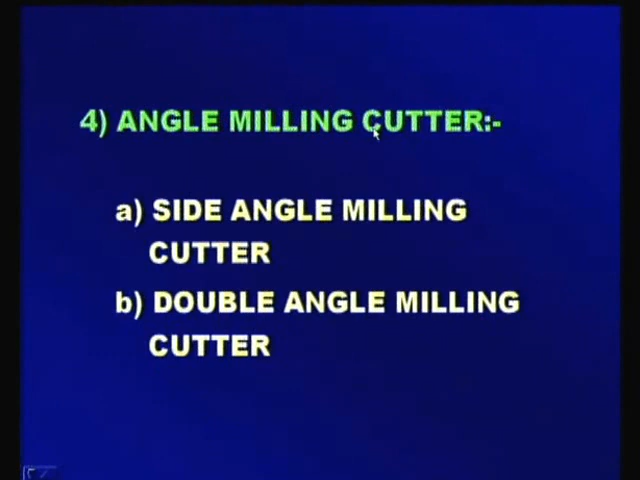 4) ANGLE MILLING CUTTER:-
a) SIDE ANGLE MILLING
CUTTER
b) DOUBLE ANGLE MILLING
CUTTER